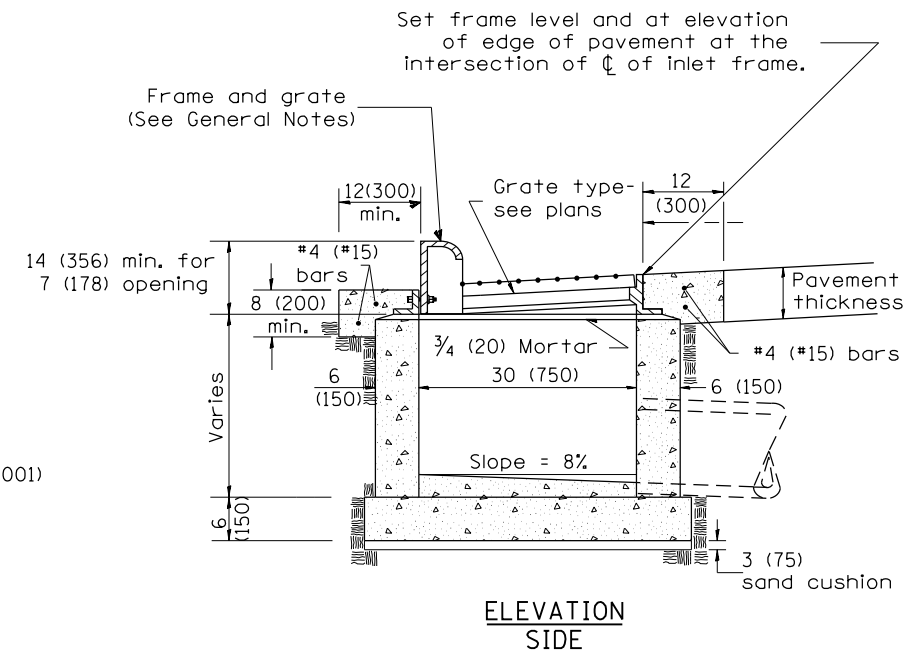 Set frame level and at elevation
of edge of pavement at the
intersection of ℄ of inlet frame.
Frame and grate
(See General Notes)
12(300)
min.
Grate type-
see plans
12
(300)
14 (356) min. for
7 (178) opening
#4 (#15)
bars
8 (200)
min.
Pavement
thickness
#4 (#15) bars
3/4 (20) Mortar
6
(150)
30 (750)
6 (150)
Varies
001)
Slope = 8%
6
(150)
3 (75)
sand cushion
ELEVATION
SIDE